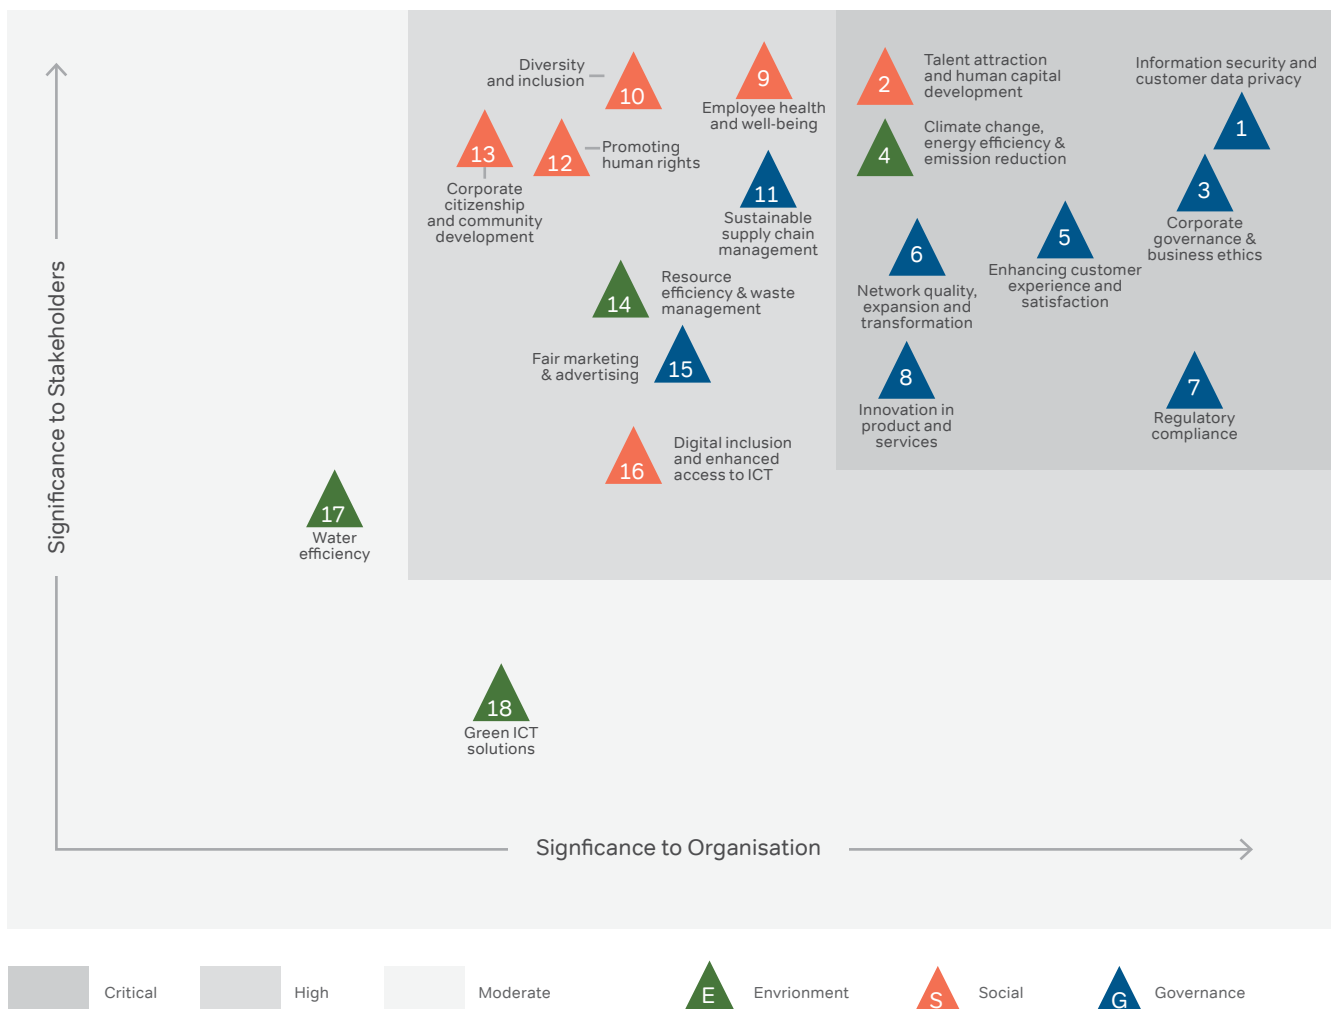 Significance to Stakeholders
Diversity
and inclusion
10
9
Employee health
and well-being
2
Talent attraction
and human capital
development
Information security and
customer data privacy
1
13
Corporate
citizenship
and community
development
12
Promoting
human rights
11
Sustainable
supply chain
management
4
Climate change,
energy efficiency &
emission reduction
3
Corporate
governance &
business ethics
6
Network quality,
expansion and
transformation
5
Enhancing customer
experience and
satisfaction
14
Resource
efficiency & waste
management
Fair marketing
& advertising
15
8
Innovation in
product and
services
7
Regulatory
compliance
16
Digital inclusion
and enhanced
access to ICT
17
Water
efficiency
18
Green ICT
solutions
Signficance to Organisation
Critical
High
Moderate
E
Envrionment
S
Social
G
Governance